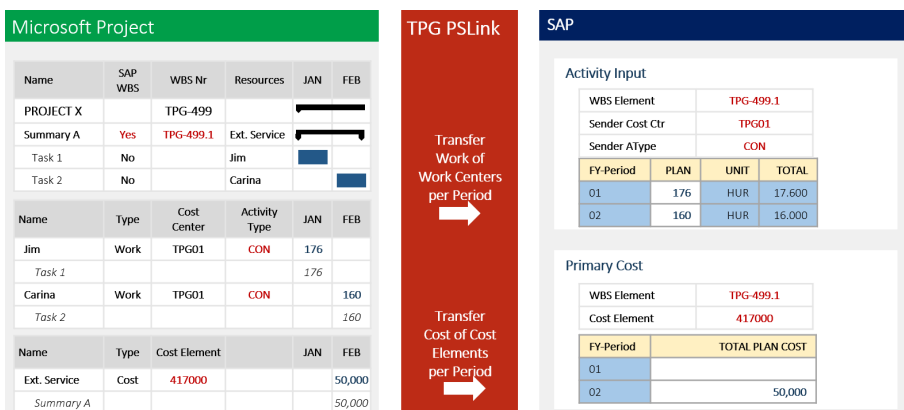 Microsoft Project
Name SAP WBS WBS Nr Resources JAN FEB
PROJECT X TPG-499
Summary A Yes TPG-499.1 Ext. Service
Task 1 No Jim
Task 2 No Carina
Name Type Cost Center Activity Type JAN FEB
Jim Work TPG01 CON 176
Task 1 176
Carina Work TPG01 CON 160
Task 2 160
Name Type Cost Element JAN FEB
Ext. Service Cost 417000 50,000
Summary A 50,000
TPG PSLink
Transfer
Work of
Work Centers
per Period
Transfer
Cost of Cost
Elements
per Period
SAP
Activity Input
WBS Element TPG-499.1
Sender Cost Ctr TPG01
Sender AType CON
FY-Period PLAN UNIT TOTAL
01 176 HUR 17.600
02 160 HUR 16.000
Primary Cost
WBS Element TPG-499.1
Cost Element 417000
FY-Period TOTAL PLAN COST
01
02 50,000